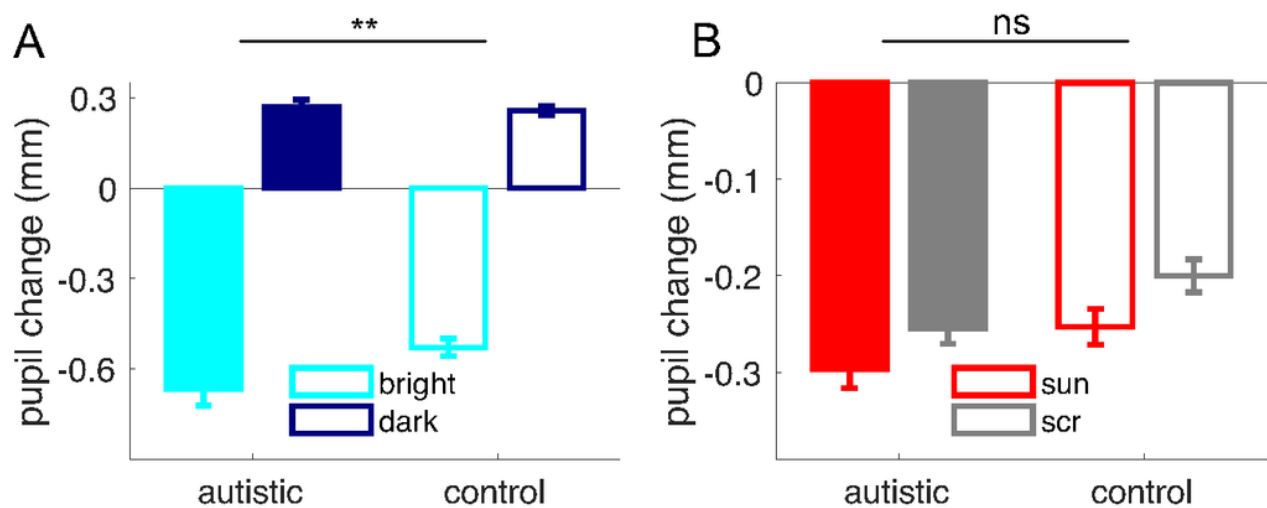 A
**
pupil change (mm)
0.3
0
-0.3
-0.6
bright
dark
autistic
control
B
ns
pupil change (mm)
0
-0.1
-0.2
-0.3
sun
scr
autistic
control